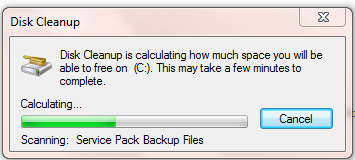 Disk Cleanup
Disk Cleanup is calculating how much space you will be
able to free on  (C:). This may take a few minutes to
complete.
Calculating...
Cancel
Scanning:  Service Pack Backup Files